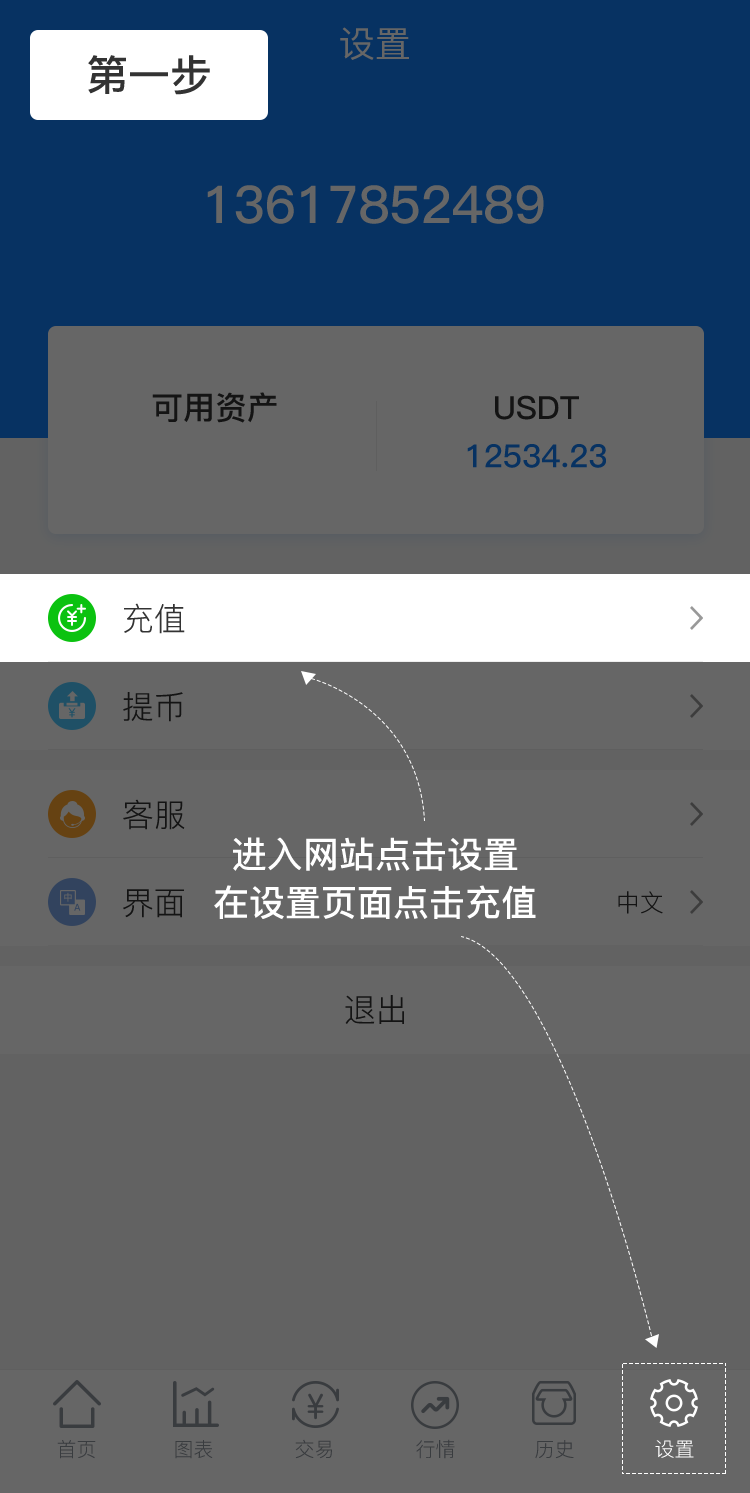 设置
第一步
13617852489
可用资产
USDT
12534.23
充值
提币
客服
进入网站点击设置
界面
在设置页面点击充值
中文
退出
首页
图表
交易
行情
历史
设置